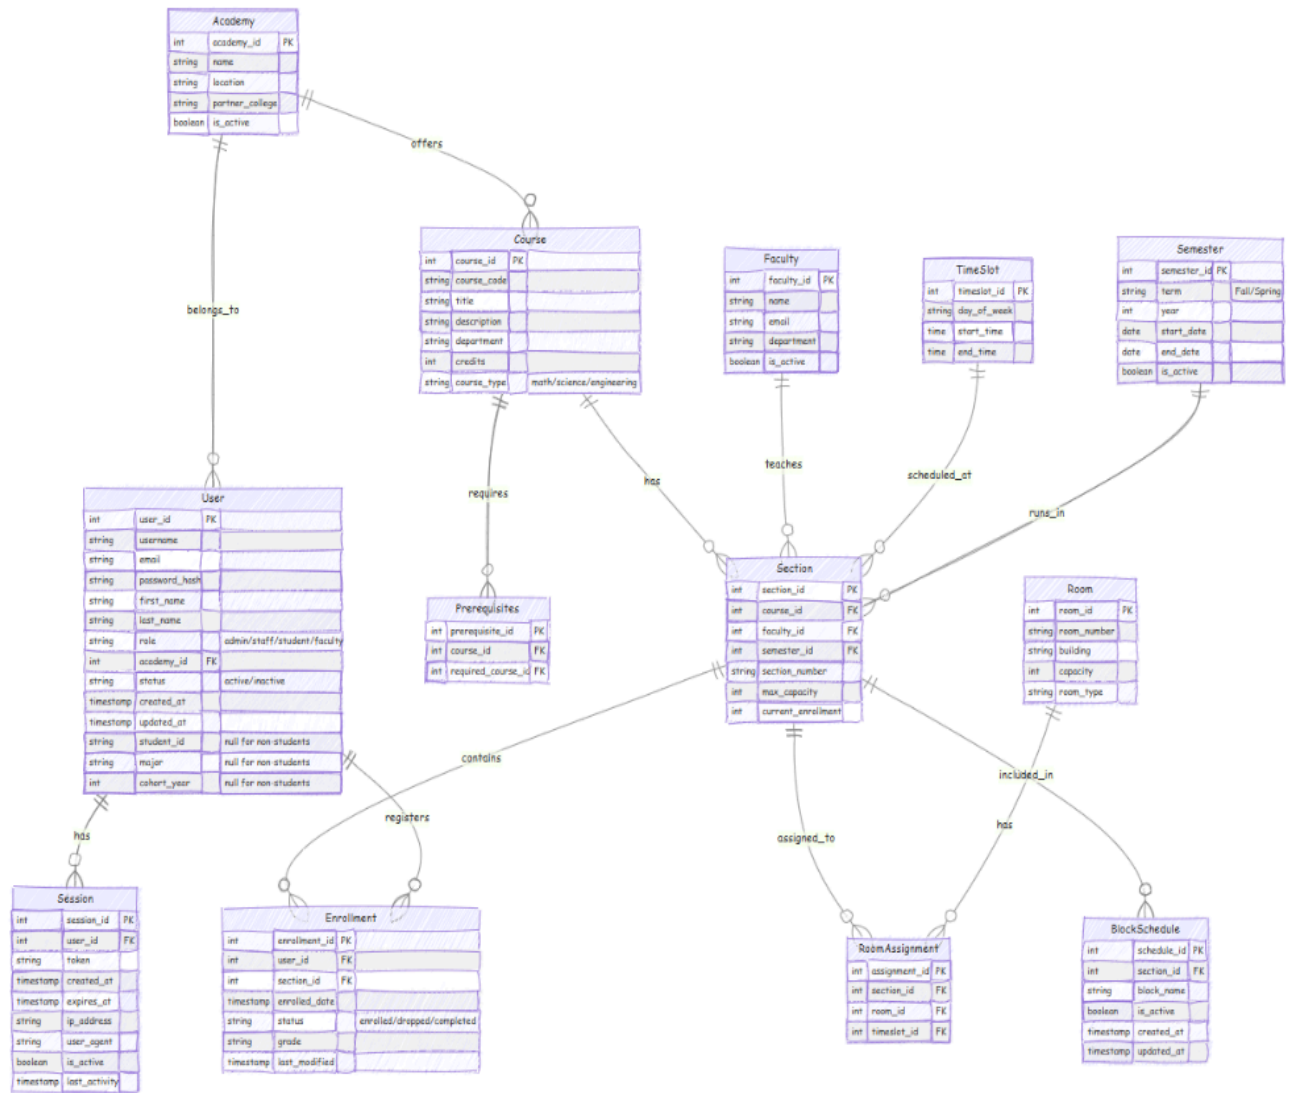 Academy
int academy_id PK
string name
string location
string partner_college
boolean is_active
offers
belongs_to
Course
int course_id PK
string course_code
string title
string description
string department
int credits
string course_type math/science/engineering
Faculty
int faculty_id PK
string name
string email
string department
boolean is_active
TimeSlot
int timeslot_id PK
string day_of_week
time start_time
time end_time
Semester
int semester_id PK
string term Fall/Spring
int year
date start_date
date end_date
boolean is_active
requires
has
teaches
scheduled_at
runs_in
User
int user_id PK
string username
string email
string password_hash
string first_name
string last_name
string role admin/staff/student/faculty
int academy_id FK
string status active/inactive
timestamp created_at
timestamp updated_at
string student_id null for non-students
string major null for non-students
int cohort_year null for non-students
Prerequisites
int prerequisite_id PK
int course_id FK
int required_course_id FK
Section
int section_id PK
int course_id FK
int faculty_id FK
int semester_id FK
string section_number
int max_capacity
int current_enrollment
Room
int room_id PK
string room_number
string building
int capacity
string room_type
contains
included_in
has
registers
assigned_to
has
Session
int session_id PK
int user_id FK
string token
timestamp created_at
timestamp expires_at
string ip_address
string user_agent
boolean is_active
timestamp last_activity
Enrollment
int enrollment_id PK
int user_id FK
int section_id FK
timestamp enrolled_date
string status enrolled/dropped/completed
string grade
timestamp last_modified
RoomAssignment
int assignment_id PK
int section_id FK
int room_id FK
int timeslot_id FK
BlockSchedule
int schedule_id PK
int section_id FK
string block_name
boolean is_active
timestamp created_at
timestamp updated_at